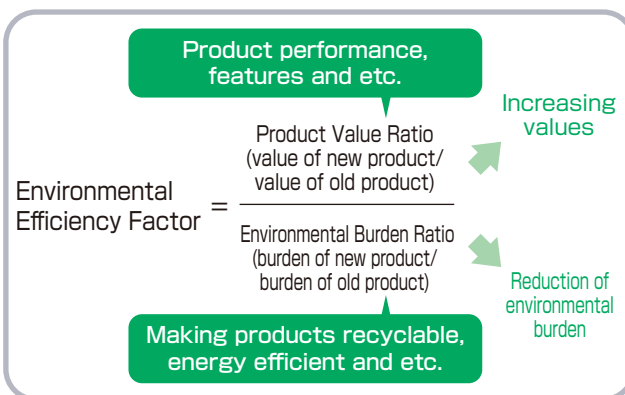 Product performance,
features and etc.
Increasing
values
Product Value Ratio
(value of new product/
value of old product)
Environmental
Efficiency Factor
=
Environmental Burden Ratio
(burden of new product/
burden of old product)
Reduction of
environmental
burden
Making products recyclable,
energy efficient and etc.